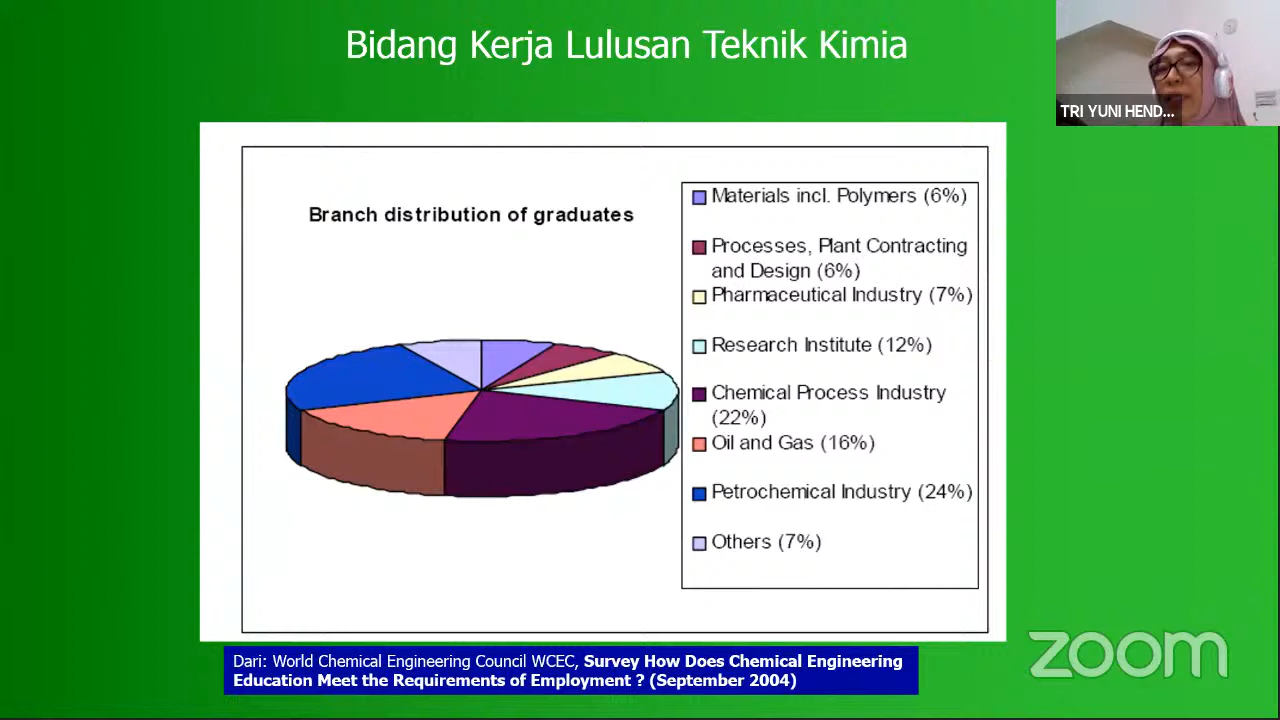 Bidang Kerja Lulusan Teknik Kimia
TRI YUNI HEND...
Branch distribution of graduates
Materials incl. Polymers (6%)
Processes, Plant Contracting
and Design (6%)
Pharmaceutical Industry (7%)
Research Institute (12%)
Chemical Process Industry
(22%)
Oil and Gas (16%)
Petrochemical Industry (24%)
Others (7%)
Dari: World Chemical Engineering Council WCEC, Survey How Does Chemical Engineering
Education Meet the Requirements of Employment ? (September 2004)
zoom